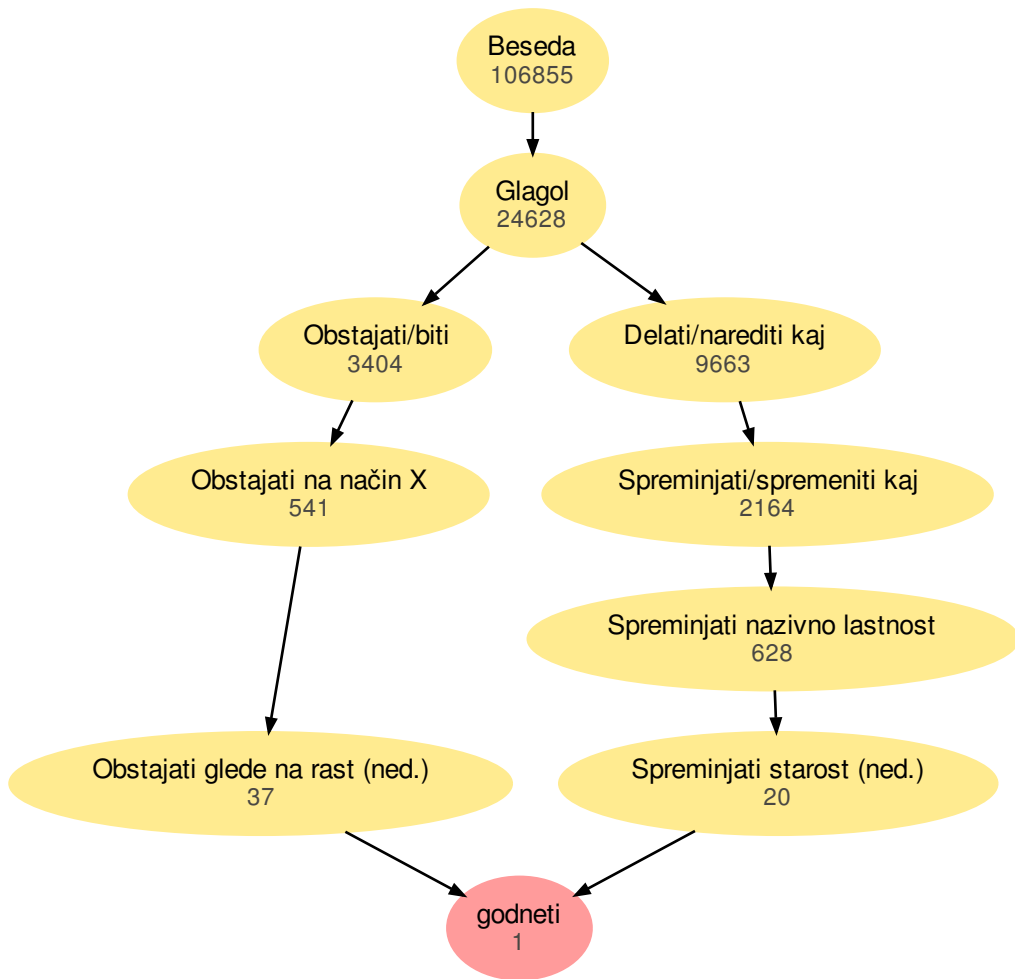 Beseda
106855
Glagol
24628
Obstajati/biti
3404
Delati/narediti kaj
9663
Obstajati na način X
541
Spreminjati/spremeniti kaj
2164
Spreminjati nazivno lastnost
628
Obstajati glede na rast (ned.)
37
Spreminjati starost (ned.)
20
godneti
1